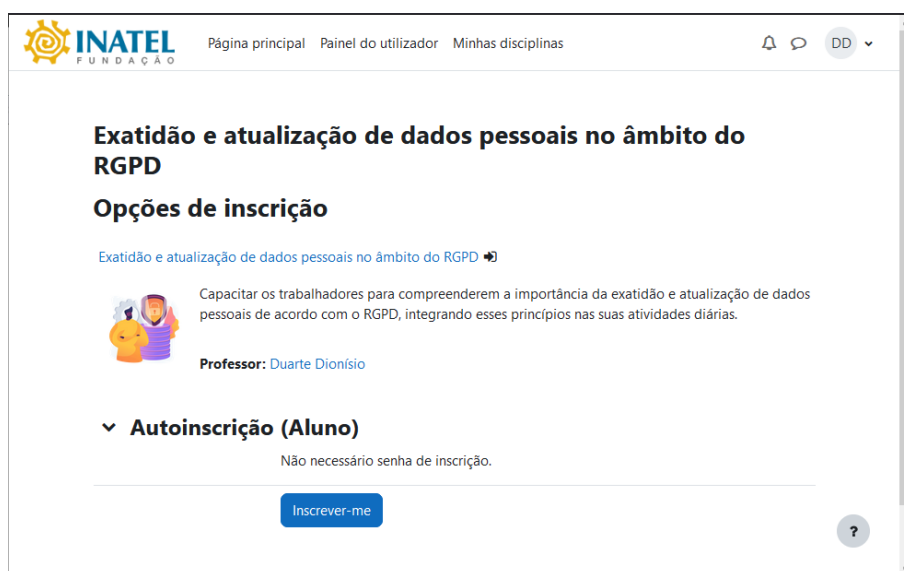 INATEL
FUNDAÇÃO
Página principal Painel do utilizador Minhas disciplinas
DD
Exatidão e atualização de dados pessoais no âmbito do
RGPD
Opções de inscrição
Exatidão e atualização de dados pessoais no âmbito do RGPD
Capacitar os trabalhadores para compreenderem a importância da exatidão e atualização de dados
pessoais de acordo com o RGPD, integrando esses princípios nas suas atividades diárias.
Professor: Duarte Dionísio
Autoinscrição (Aluno)
Não necessário senha de inscrição.
Inscrever-me
?